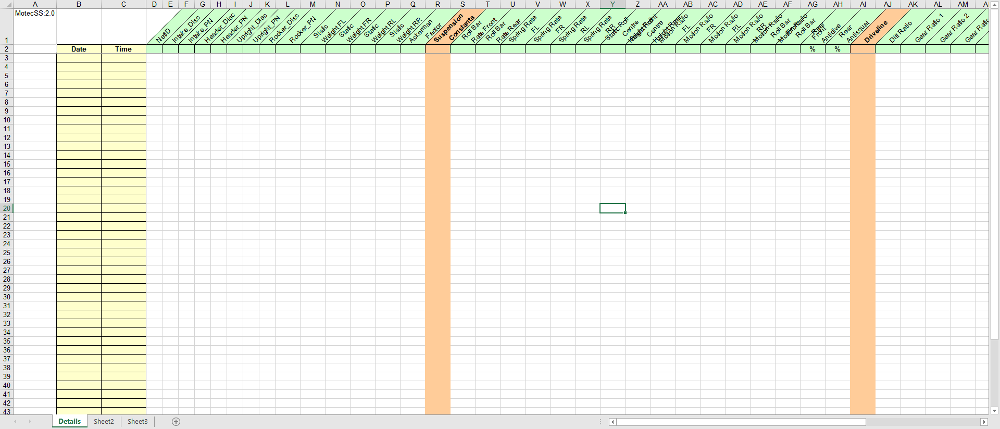 A B C D E F G H I J K L M N O P Q R S T U V W X Y Z AA AB AC AD AE AF AG AH AI AJ AK AL AM
MotecSS:2.0
NetID
Intake_Disc
Intake_PN
Header_Disc
Header_PN
Upright_Disc
Upright_PN
Rocker_Disc
Rocker_PN
Static
Weight FL
Static
Weight FR
Static
Weight RL
Static
Weight RR
Ackerman
Factor
Suspension
Constants
Roll Bar
Rate Front
Roll Bar
Rate Rear
Spring Rate
FL
Spring Rate
FR
Spring Rate
RL
Spring Rate
RR
Static Roll
Centre
Height Front
Static Roll
Centre
Height Rear
Motion Ratio
FL
Motion Ratio
FR
Motion Ratio
RL
Motion Ratio
RR
Motion Ratio
Roll Bar
Front
Motion Ratio
Roll Bar
Rear
Front
Antidive
Rear
Antisquat
Driveline
Diff Ratio
Gear Ratio 1
Gear Ratio 2
Gear Ratio
1
2 Date Time % %
3
4
5
6
7
8
9
10
11
12
13
14
15
16
17
18
19
20
21
22
23
24
25
26
27
28
29
30
31
32
33
34
35
36
37
38
39
40
41
42
43
Details Sheet2 Sheet3